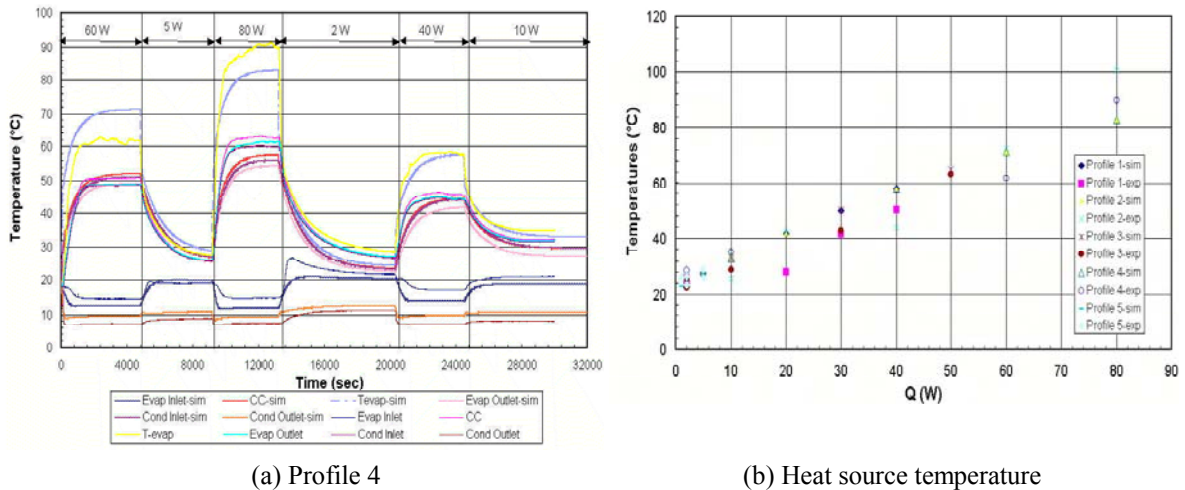 100
90
80
70
60
50
40
30
20
10
0
Temperature (°C)
60 W
5 W
80 W
2 W
40 W
10 W
0
4000
8000
12000
16000
20000
24000
28000
32000
Time (sec)
Evap Inlet-sim
CC-sim
Tevap-sim
Evap Outlet-sim
Cond Inlet-sim
Cond Outlet-sim
Evap Inlet
CC
T-evap
Evap Outlet
Cond Inlet
Cond Outlet
(a) Profile 4
120
100
80
60
40
20
0
Temperatures (°C)
0
10
20
30
40
50
60
70
80
90
Q (W)
Profile 1-sim
Profile 1-exp
Profile 2-sim
Profile 2-exp
Profile 3-sim
Profile 3-exp
Profile 4-sim
Profile 4-exp
Profile 5-sim
Profile 5-exp
(b) Heat source temperature